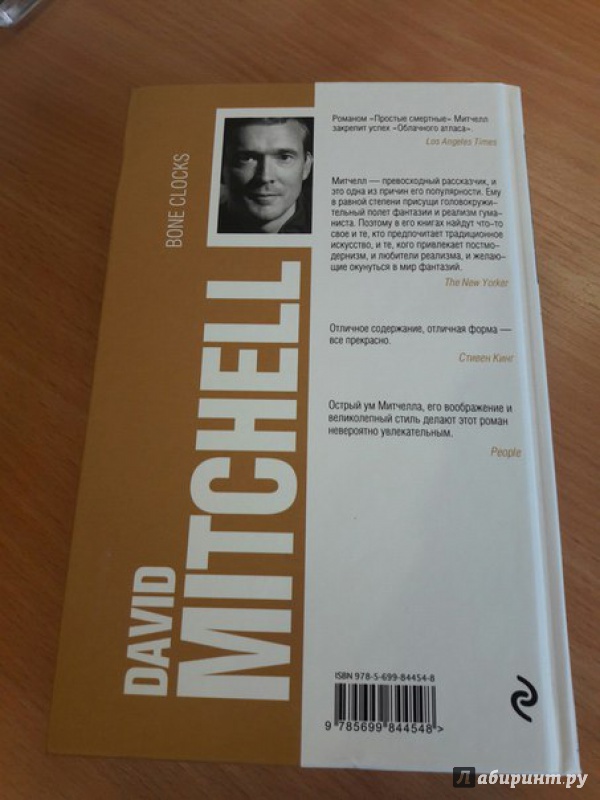 BONE CLOCKS
DAVID
MITCHELL
Романом «Простые смертные» Митчелл
закрепит успех «Облачного атласа».
Los Angeles Times
Митчелл — превосходный рассказчик, и
это одна из причин его популярности. Ему
в равной степени присущи головокружи-
тельный полет фантазии и реализм гума-
ниста. Поэтому в его книгах найдут что-то
свое и те, кто предпочитает традиционное
искусство, и те, кого привлекает постмо-
дернизм, и любители реализма, и желаю-
щие окунуться в мир фантазий.
The New Yorker
Отличное содержание, отличная форма —
все прекрасно.
Стивен Кинг
Острый ум Митчелла, его воображение и
великолепный стиль делают этот роман
невероятно увлекательным.
People
ISBN 978-5-699-84454-8
9 785699 844548 >
Лабиринт.ру